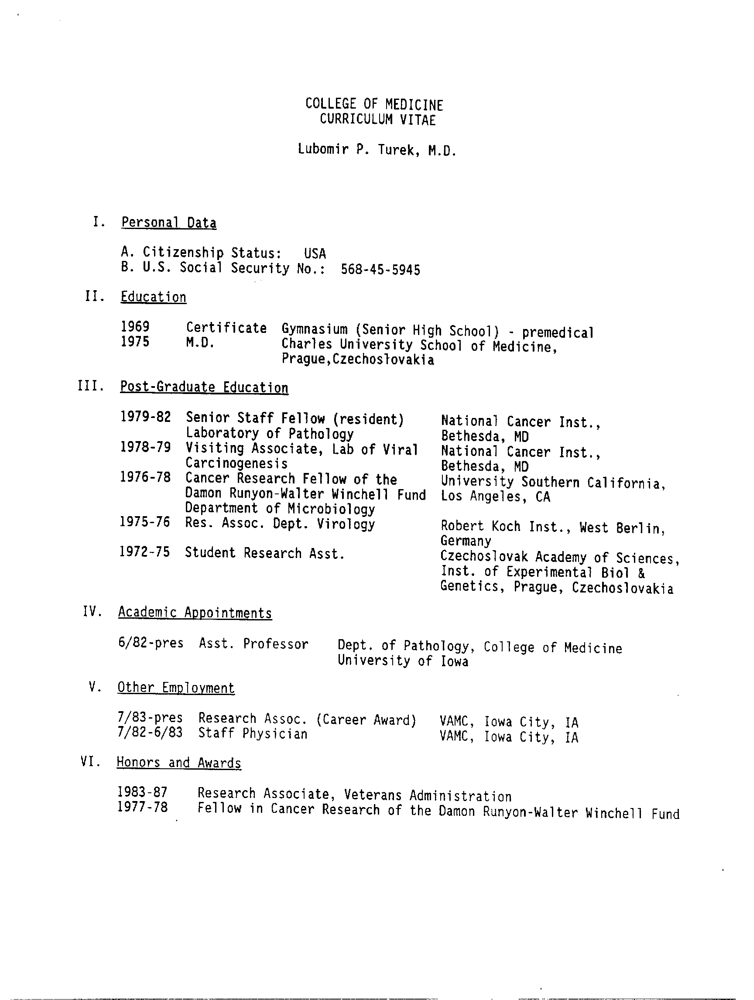 COLLEGE OF MEDICINE
CURRICULUM VITAE
Lubomir P. Turek, M.D.
I. Personal Data
A. Citizenship Status: USA
B. U.S. Social Security No.: 568-45-5945
II. Education
1969 Certificate Gymnasium (Senior High School) - premedical
1975 M.D. Charles University School of Medicine,
Prague,Czechoslovakia
III. Post-Graduate Education
1979-82 Senior Staff Fellow (resident) National Cancer Inst.,
Laboratory of Pathology Bethesda, MD
1978-79 Visiting Associate, Lab of Viral National Cancer Inst.,
Carcinogenesis Bethesda, MD
1976-78 Cancer Research Fellow of the University Southern California,
Damon Runyon-Walter Winchell Fund Los Angeles, CA
Department of Microbiology
1975-76 Res. Assoc. Dept. Virology Robert Koch Inst., West Berlin,
Germany
1972-75 Student Research Asst. Czechoslovak Academy of Sciences,
Inst. of Experimental Biol &
Genetics, Prague, Czechoslovakia
IV. Academic Appointments
6/82-pres Asst. Professor Dept. of Pathology, College of Medicine
University of Iowa
V. Other Employment
7/83-pres Research Assoc. (Career Award) VAMC, Iowa City, IA
7/82-6/83 Staff Physician VAMC, Iowa City, IA
VI. Honors and Awards
1983-87 Research Associate, Veterans Administration
1977-78 Fellow in Cancer Research of the Damon Runyon-Walter Winchell Fund